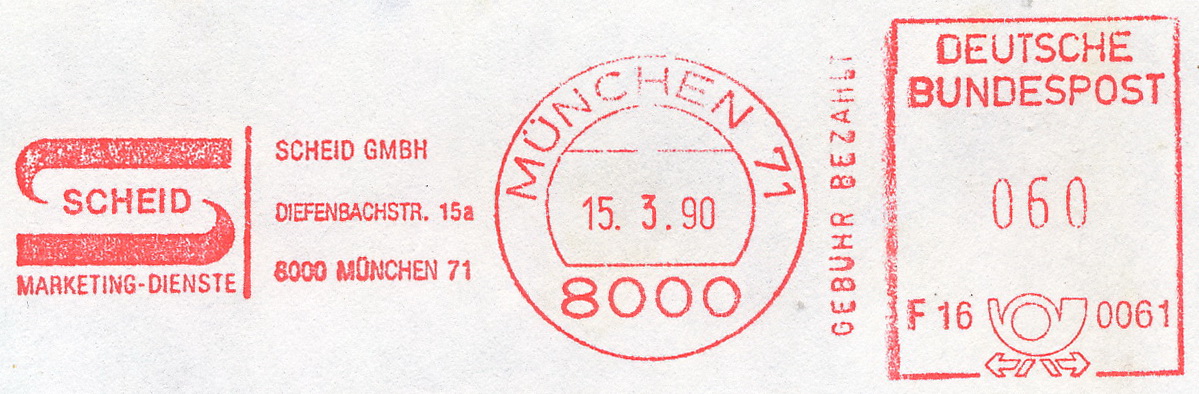 SCHEID
MARKETING-DIENSTE
SCHEID GMBH
DIEFENBACHSTR. 15a
8000 MÜNCHEN 71
MÜNCHEN 71
15. 3. 90
8000
GEBÜHR BEZAHLT
DEUTSCHE
BUNDESPOST
060
F 16 0061